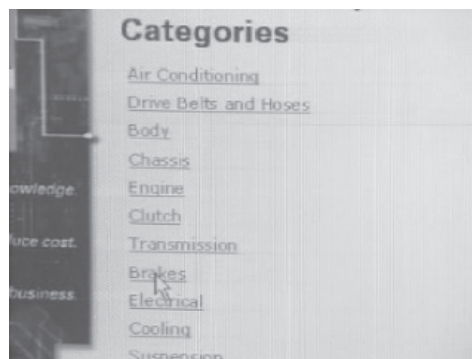 Categories
Air Conditioning
Drive Belts and Hoses
Body
Chassis
Engine
Clutch
Transmission
Brakes
Electrical
Cooling
Suspension
owledge.
uce cost.
business.